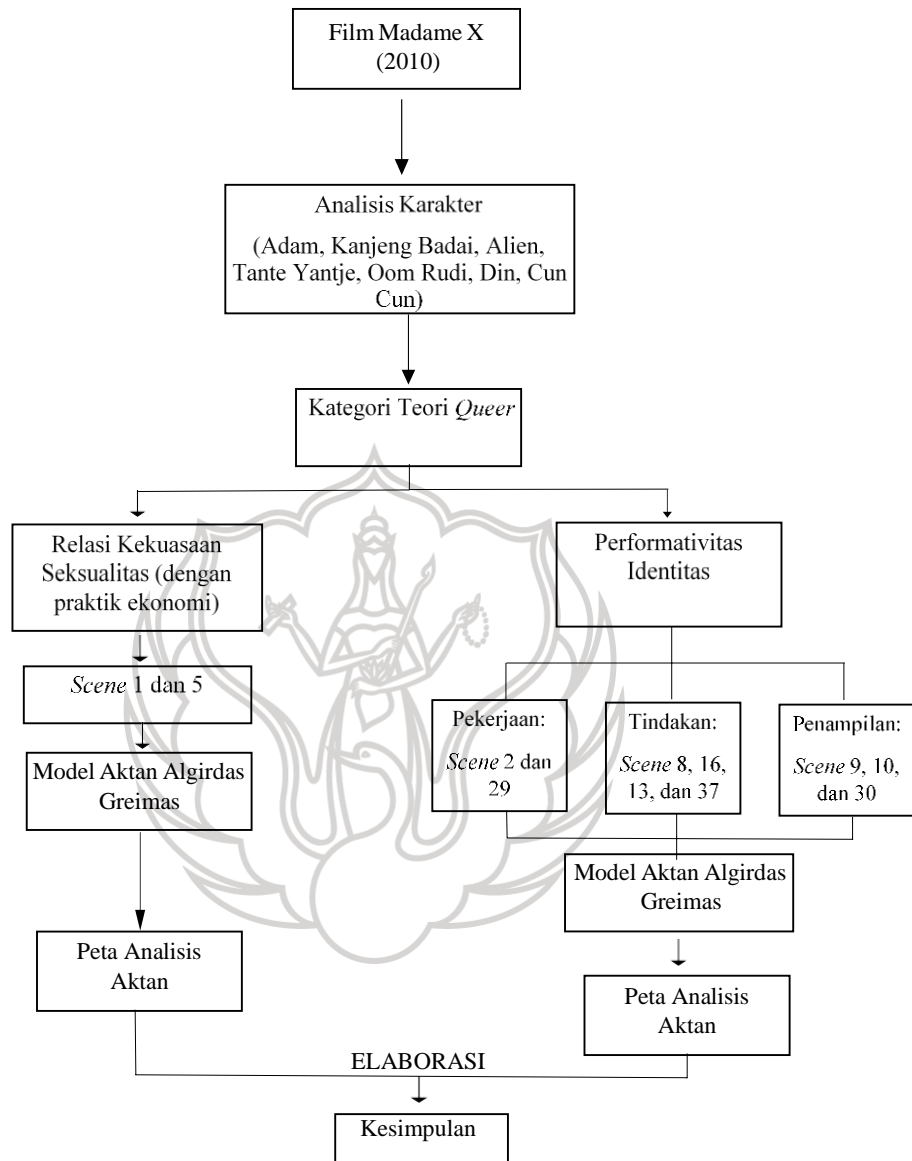 Film Madame X
(2010)
Analisis Karakter
(Adam, Kanjeng Badai, Alien,
Tante Yantje, Oom Rudi, Din, Cun
Cun)
Kategori Teori Queer
Relasi Kekuasaan
Seksualitas (dengan
praktik ekonomi)
Scene 1 dan 5
Model Aktan Algirdas
Greimas
Peta Analisis
Aktan
Performativitas
Identitas
Pekerjaan:
Scene 2 dan
29
Tindakan:
Scene 8, 16,
13, dan 37
Penampilan:
Scene 9, 10,
dan 30
Model Aktan Algirdas
Greimas
Peta Analisis
Aktan
ELABORASI
Kesimpulan